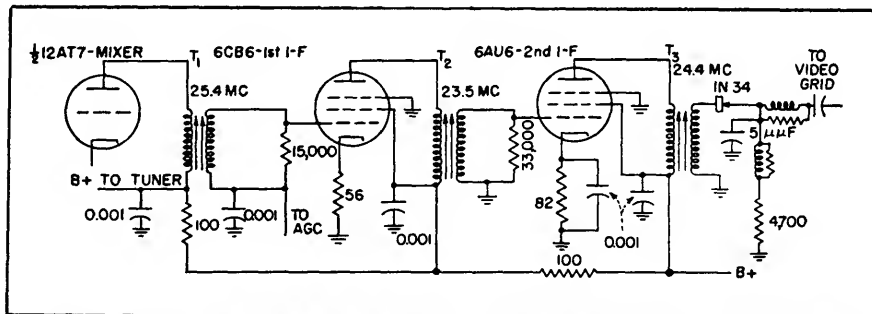 ½12AT7-MIXER
T1
6CB6-1st I-F
T2
6AU6-2nd I-F
T3
TO
VIDEO
GRID
25.4 MC
23.5 MC
24.4 MC
IN 34
5
μμF
15,000
33,000
B+ TO TUNER
0.001
100
0.001
TO
AGC
56
0.001
82
0.001
4,700
100
B+